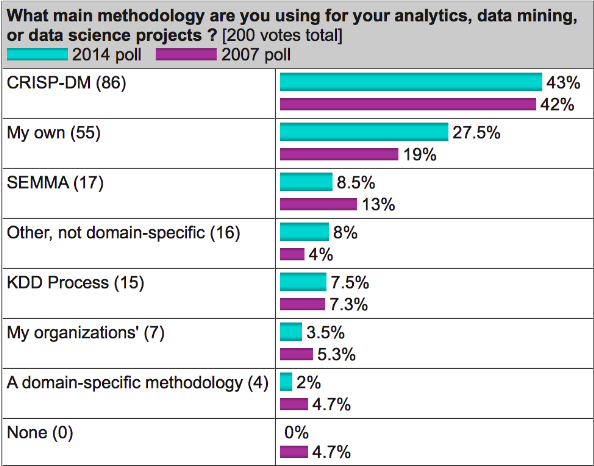 What main methodology are you using for your analytics, data mining,
or data science projects ? [200 votes total]
2014 poll 2007 poll
CRISP-DM (86) 43%
42%
My own (55) 27.5%
19%
SEMMA (17) 8.5%
13%
Other, not domain-specific (16) 8%
4%
KDD Process (15) 7.5%
7.3%
My organizations' (7) 3.5%
5.3%
A domain-specific methodology (4) 2%
4.7%
None (0) 0%
4.7%